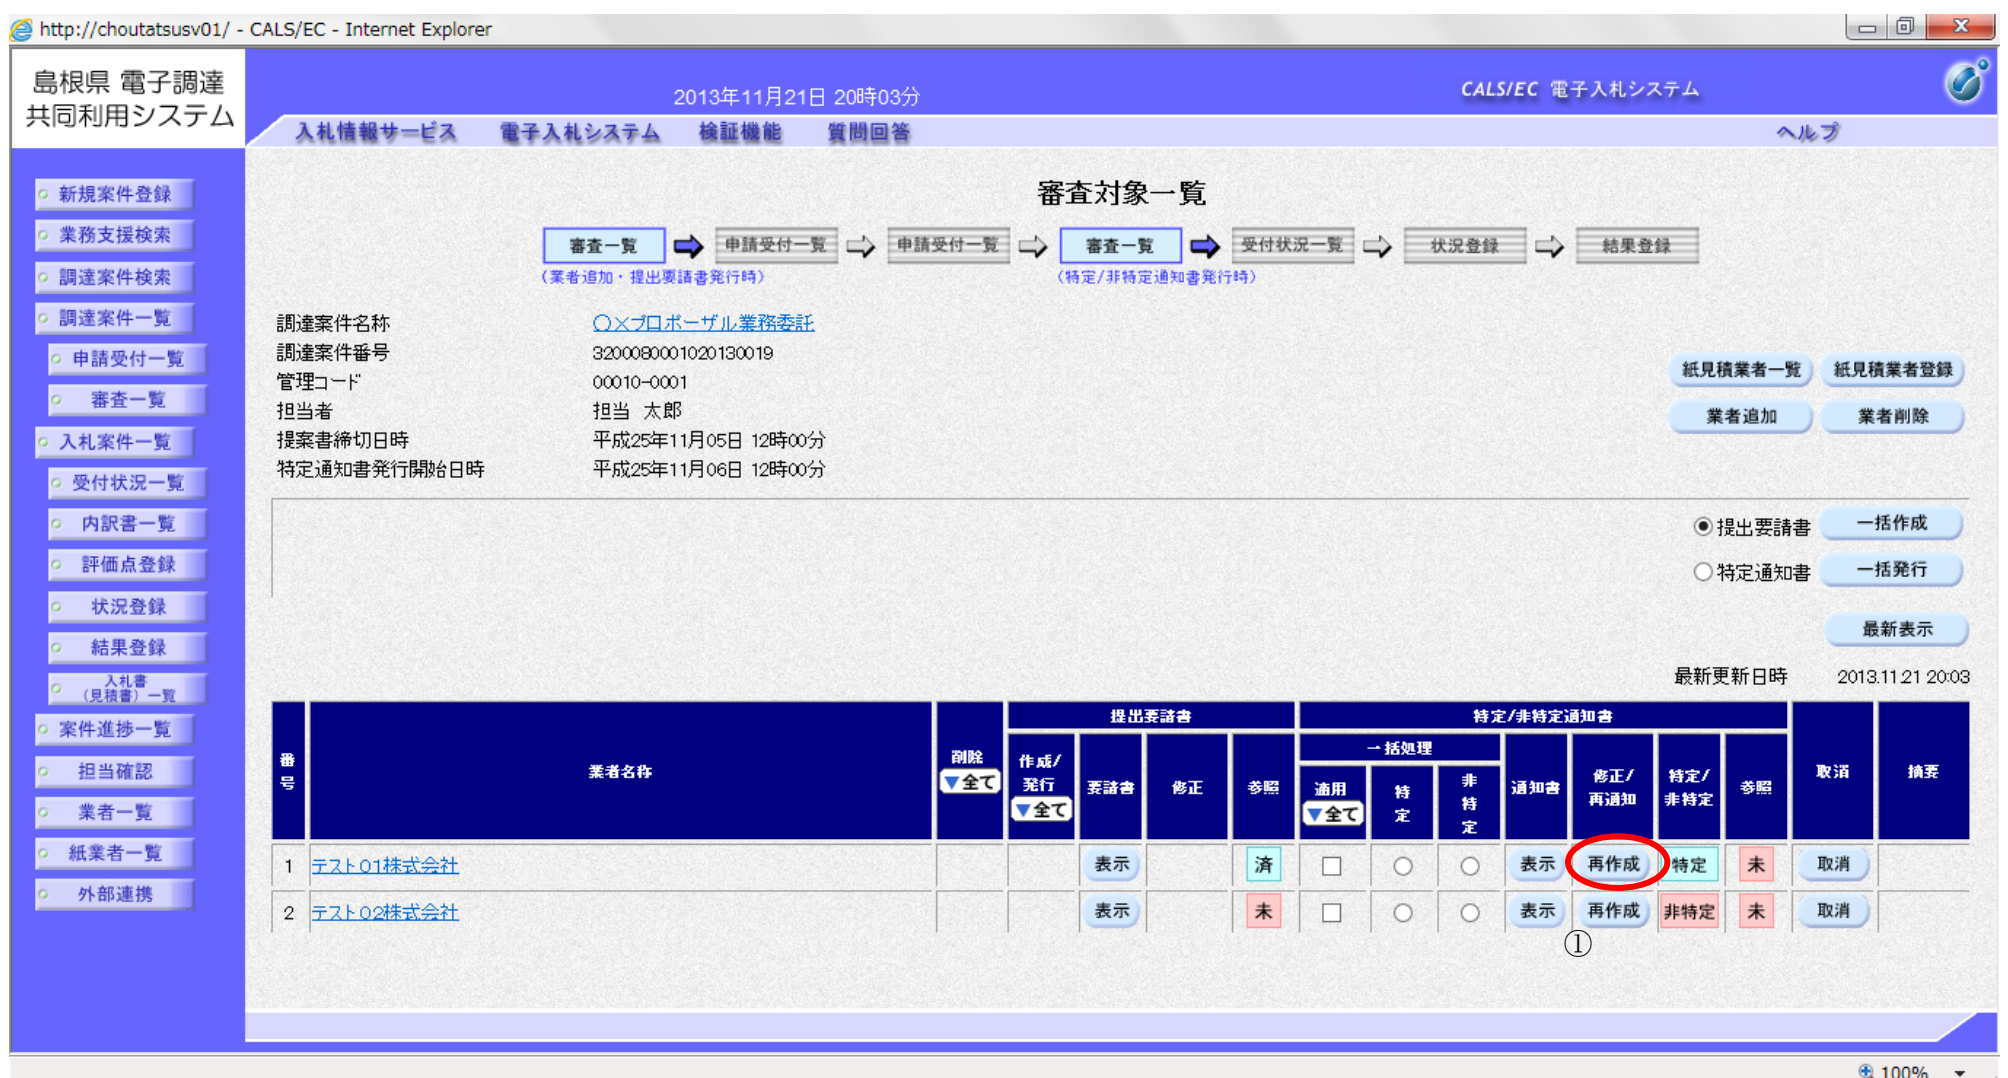 http://choutatsusv01/ - CALS/EC - Internet Explorer
島根県 電子調達
共同利用システム
2013年11月21日 20時03分
CALS/EC 電子入札システム
入札情報サービス 電子入札システム 検証機能 質問回答 ヘルプ
新規案件登録
業務支援検索
調達案件検索
調達案件一覧
申請受付一覧
審査一覧
入札案件一覧
受付状況一覧
内訳書一覧
評価点登録
状況登録
結果登録
入札書
(見積書)一覧
案件進捗一覧
担当確認
業者一覧
紙業者一覧
外部連携
審査対象一覧
審査一覧 申請受付一覧 申請受付一覧 審査一覧 受付状況一覧 状況登録 結果登録
(業者追加・提出要請書発行時) (特定/非特定通知書発行時)
調達案件名称 ○×プロポーザル業務委託
調達案件番号 3200080001020130019
管理コード 00010-0001
担当者 担当 太郎
提案書締切日時 平成25年11月05日 12時00分
特定通知書発行開始日時 平成25年11月06日 12時00分
紙見積業者一覧 紙見積業者登録
業者追加 業者削除
提出要請書 一括作成
特定通知書 一括発行
最新表示
最新更新日時 2013.11.21 20:03
提出要請書 特定/非特定通知書
番号 業者名称 削除 ▼全て 作成/発行 ▼全て 要請書 修正 参照 一括処理 適用 ▼全て 特定 非特定 通知書 修正/再通知 特定/非特定 参照 取消 摘要
1 テスト01株式会社 表示 済 表示 再作成 特定 未 取消
2 テスト02株式会社 表示 未 表示 再作成 非特定 未 取消
①
100%